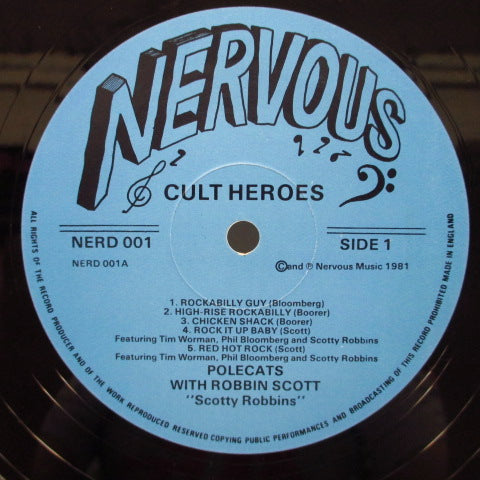 NERVOUS
CULT HEROES
NERD 001
SIDE 1
NERD 001A
©and ℗ Nervous Music 1981
1. ROCKABILLY GUY (Bloomberg)
2. HIGH-RISE ROCKABILLY (Boorer)
3. CHICKEN SHACK (Boorer)
4. ROCK IT UP BABY (Scott)
Featuring Tim Worman, Phil Bloomberg and Scotty Robbins
5. RED HOT ROCK (Scott)
Featuring Tim Worman, Phil Bloomberg and Scotty Robbins
POLECATS
WITH ROBBIN SCOTT
"Scotty Robbins"
ALL RIGHTS OF THE RECORD PRODUCER AND OF THE WORK REPRODUCED RESERVED COPYING PUBLIC PERFORMANCES AND BROADCASTING OF THIS RECORD PROHIBITED MADE IN ENGLAND